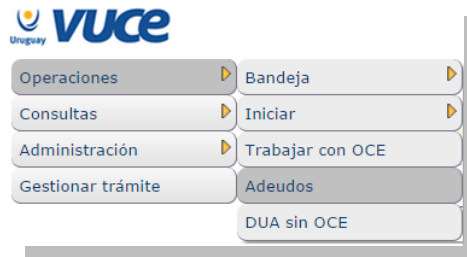 Uruguay VUCE
Operaciones
Consultas
Administración
Gestionar trámite
Bandeja
Iniciar
Trabajar con OCE
Adeudos
DUA sin OCE